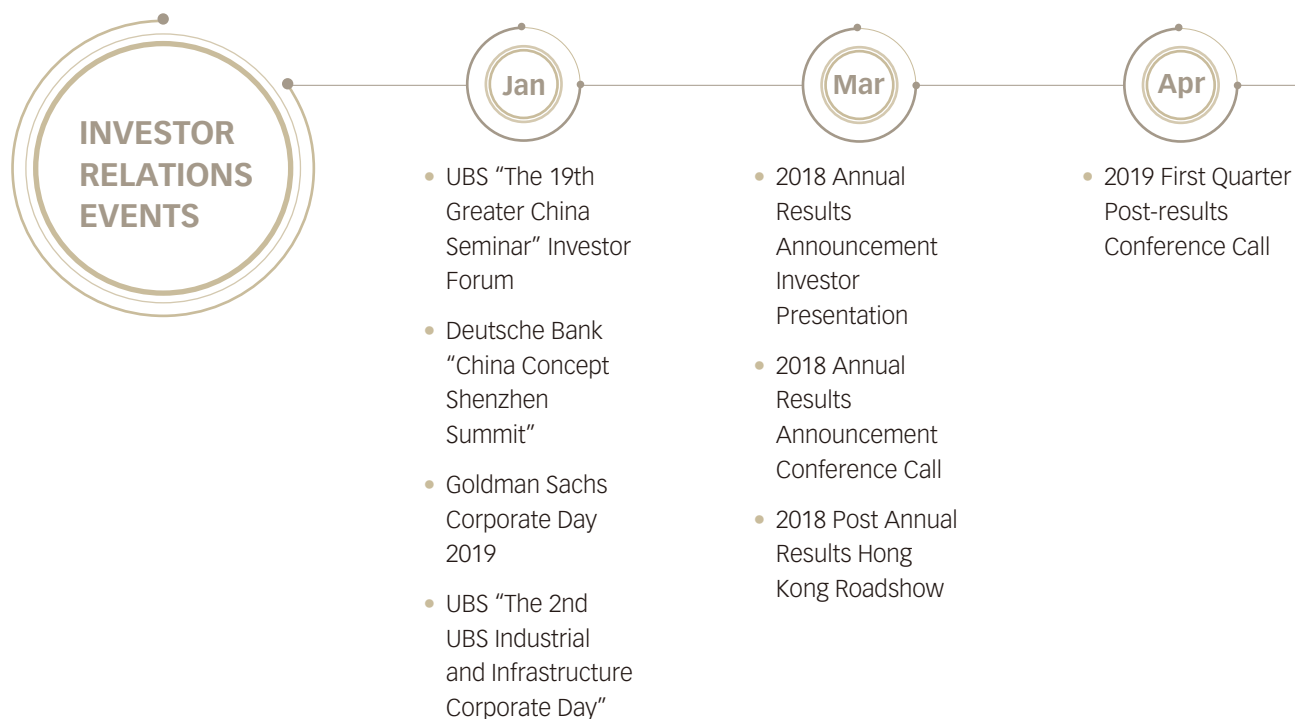 INVESTOR
RELATIONS
EVENTS
Jan
• UBS “The 19th
Greater China
Seminar” Investor
Forum
• Deutsche Bank
“China Concept
Shenzhen
Summit”
• Goldman Sachs
Corporate Day
2019
• UBS “The 2nd
UBS Industrial
and Infrastructure
Corporate Day”
Mar
• 2018 Annual
Results
Announcement
Investor
Presentation
• 2018 Annual
Results
Announcement
Conference Call
• 2018 Post Annual
Results Hong
Kong Roadshow
Apr
• 2019 First Quarter
Post-results
Conference Call